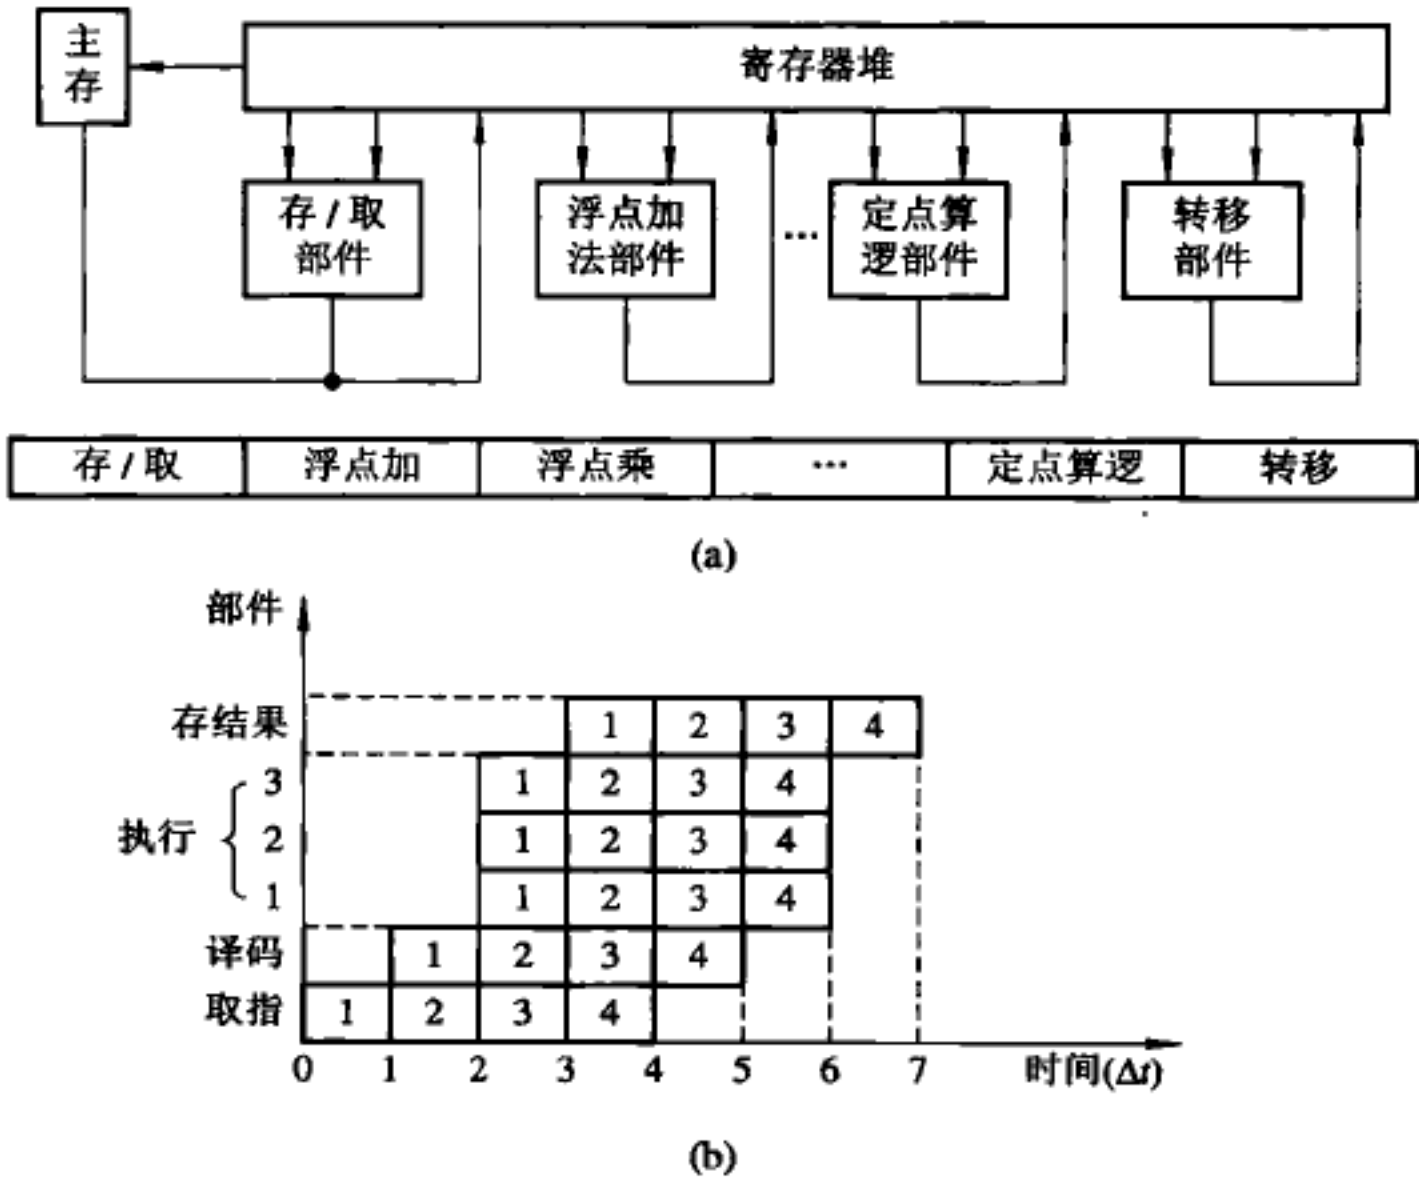 主存
寄存器堆
存/取部件
浮点加法部件
…
定点算逻部件
转移部件
存/取 浮点加 浮点乘 … 定点算逻 转移
(a)
部件
存结果 1 2 3 4
3 1 2 3 4
执行 2 1 2 3 4
1 1 2 3 4
译码 1 2 3 4
取指 1 2 3 4
0 1 2 3 4 5 6 7 时间(Δt)
(b)